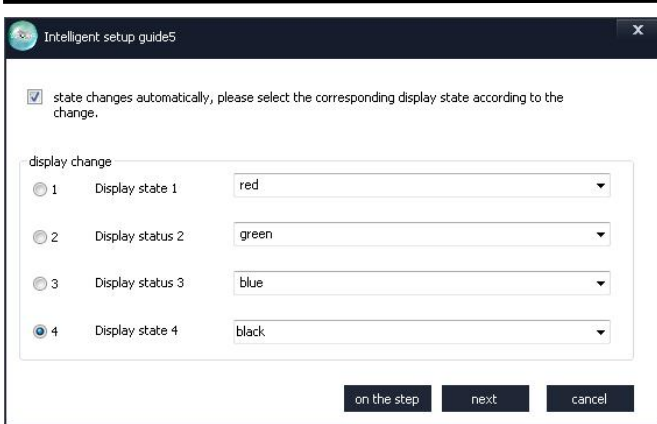 Intelligent setup guide5
X
state changes automatically, please select the corresponding display state according to the
change.
display change
1 Display state 1 red
2 Display status 2 green
3 Display status 3 blue
4 Display state 4 black
on the step next cancel